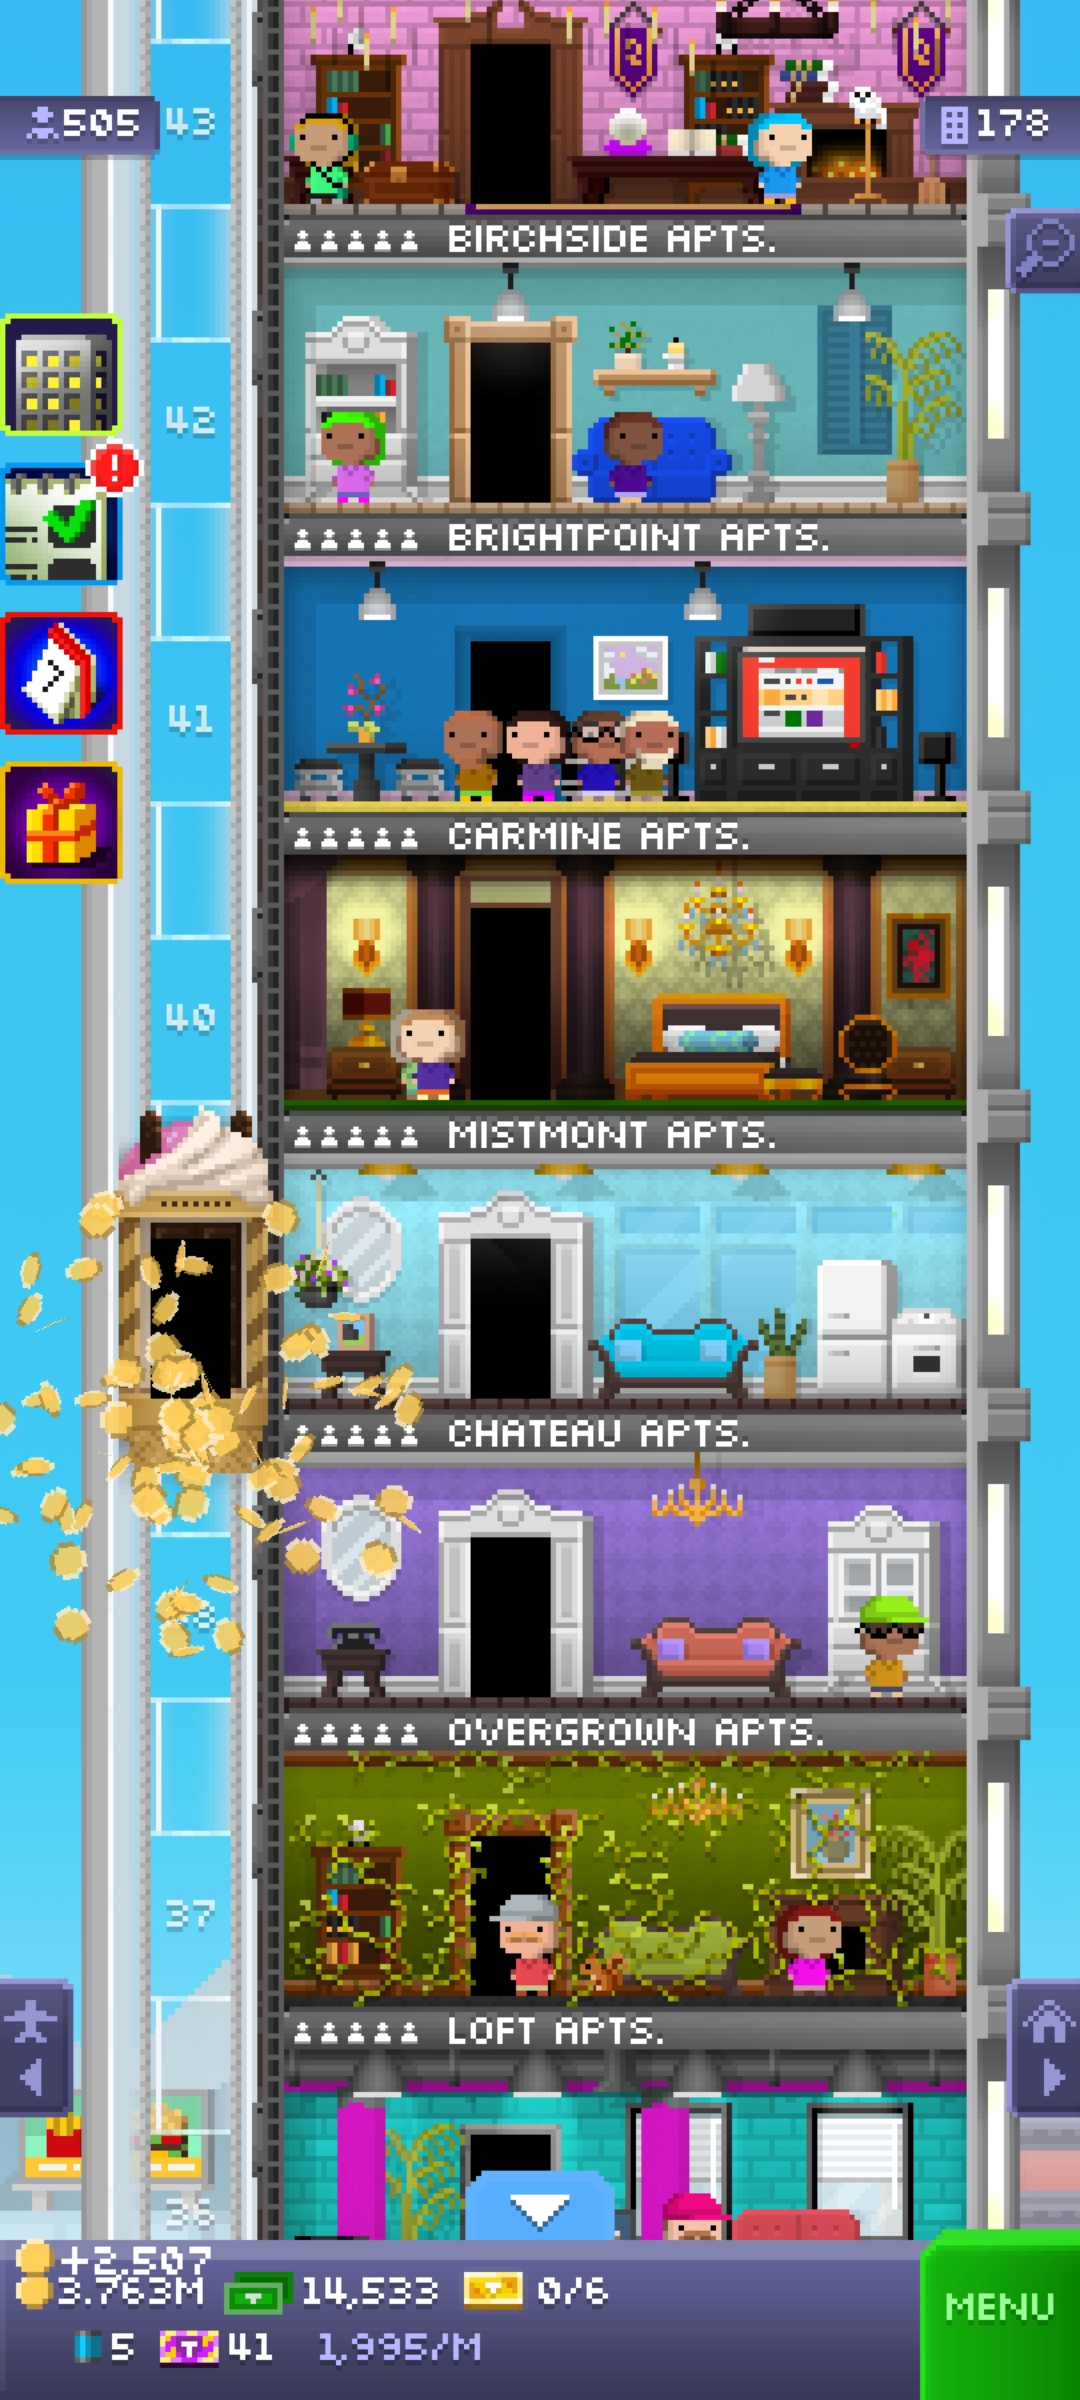 505
43
178
BIRCHSIDE APTS.
42
BRIGHTPOINT APTS.
41
CARMINE APTS.
40
MISTMONT APTS.
CHATEAU APTS.
OVERGROWN APTS.
37
LOFT APTS.
36
+2,507
3.763M
14,533
0/6
MENU
5
T
41
1,995/M